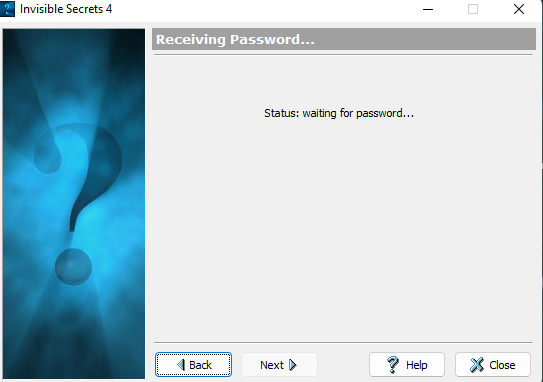 Invisible Secrets 4
Receiving Password...
Status: waiting for password...
Back
Next
Help
Close